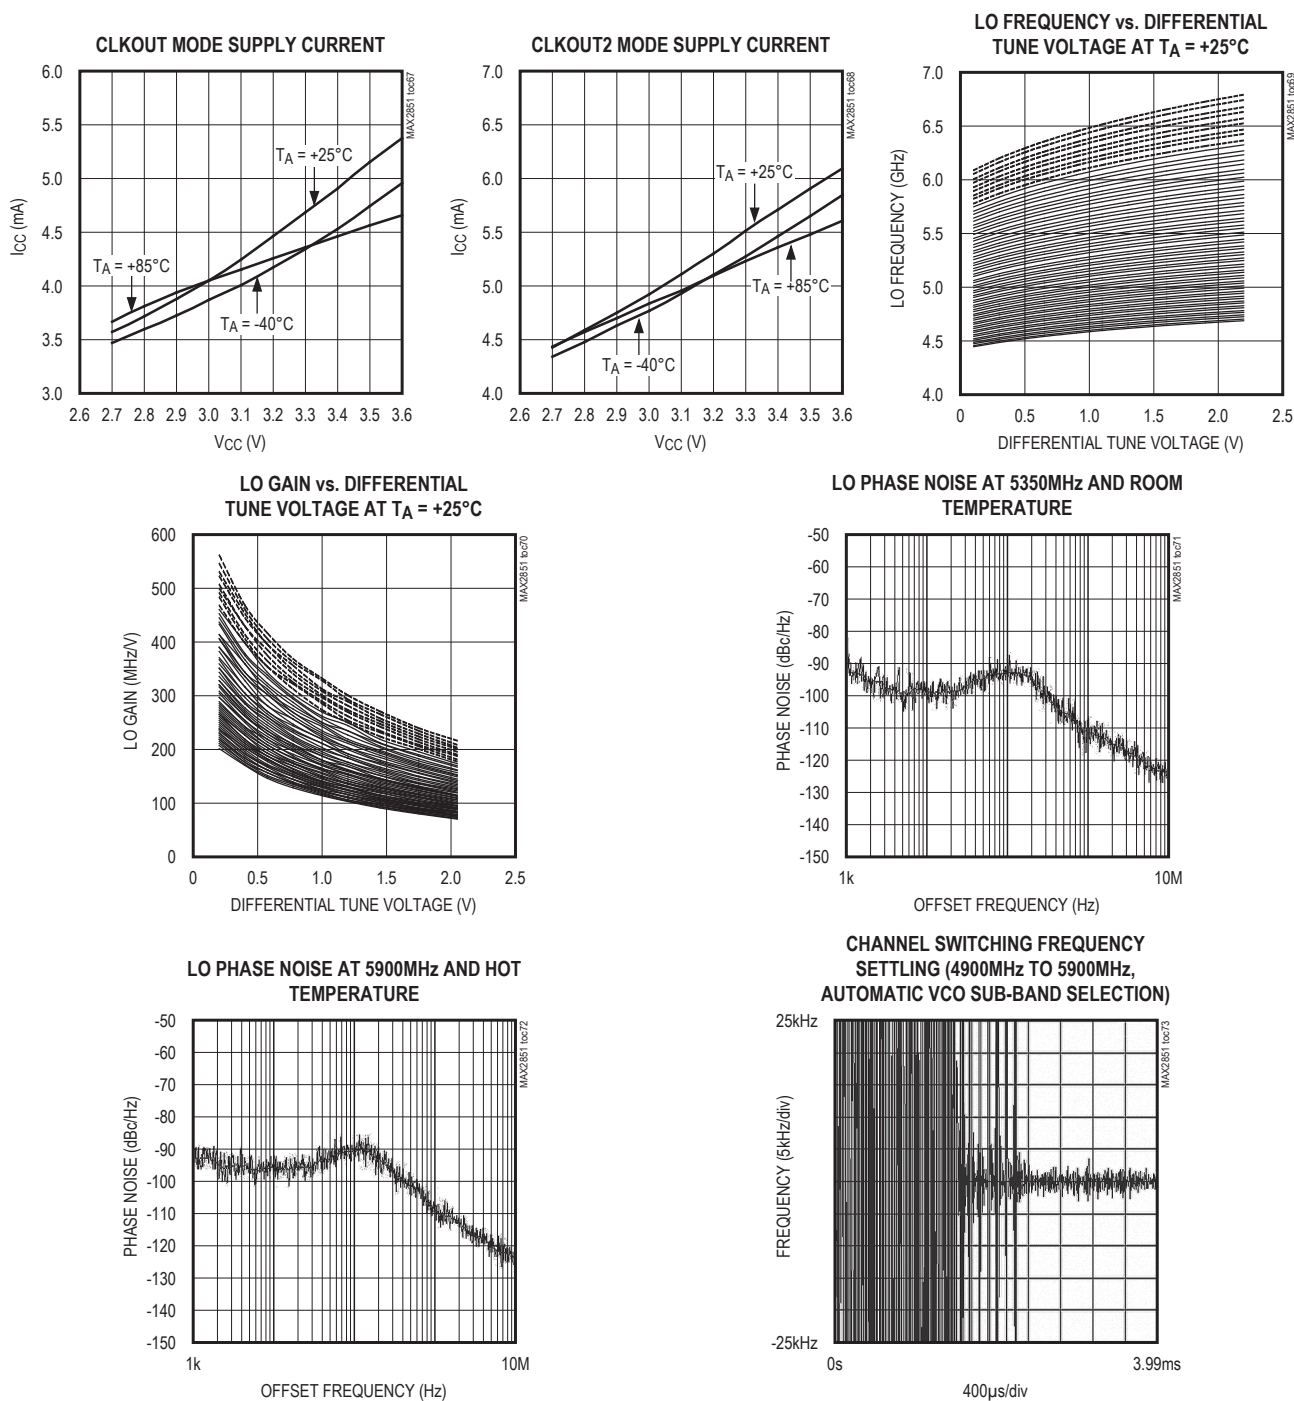 CLKOUT MODE SUPPLY CURRENT
6.0
5.5
5.0
4.5
4.0
3.5
3.0
ICC (mA)
TA = +25°C
TA = +85°C
TA = -40°C
2.6 2.7 2.8 2.9 3.0 3.1 3.2 3.3 3.4 3.5 3.6
VCC (V)
MAX2851 toc67
CLKOUT2 MODE SUPPLY CURRENT
7.0
6.5
6.0
5.5
5.0
4.5
4.0
ICC (mA)
TA = +25°C
TA = +85°C
TA = -40°C
2.6 2.7 2.8 2.9 3.0 3.1 3.2 3.3 3.4 3.5 3.6
VCC (V)
MAX2851 toc68
LO FREQUENCY vs. DIFFERENTIAL
TUNE VOLTAGE AT TA = +25°C
7.0
6.5
6.0
5.5
5.0
4.5
4.0
LO FREQUENCY (GHz)
0 0.5 1.0 1.5 2.0 2.5
DIFFERENTIAL TUNE VOLTAGE (V)
MAX2851 toc69
LO GAIN vs. DIFFERENTIAL
TUNE VOLTAGE AT TA = +25°C
600
500
400
300
200
100
0
LO GAIN (MHz/V)
0 0.5 1.0 1.5 2.0 2.5
DIFFERENTIAL TUNE VOLTAGE (V)
MAX2851 toc70
LO PHASE NOISE AT 5350MHz AND ROOM
TEMPERATURE
-50
-60
-70
-80
-90
-100
-110
-120
-130
-140
-150
PHASE NOISE (dBc/Hz)
1k 10M
OFFSET FREQUENCY (Hz)
MAX2851 toc71
LO PHASE NOISE AT 5900MHz AND HOT
TEMPERATURE
-50
-60
-70
-80
-90
-100
-110
-120
-130
-140
-150
PHASE NOISE (dBc/Hz)
1k 10M
OFFSET FREQUENCY (Hz)
MAX2851 toc72
CHANNEL SWITCHING FREQUENCY
SETTLING (4900MHz TO 5900MHz,
AUTOMATIC VCO SUB-BAND SELECTION)
25kHz
FREQUENCY (5kHz/div)
-25kHz
0s 3.99ms
400µs/div
MAX2851 toc73